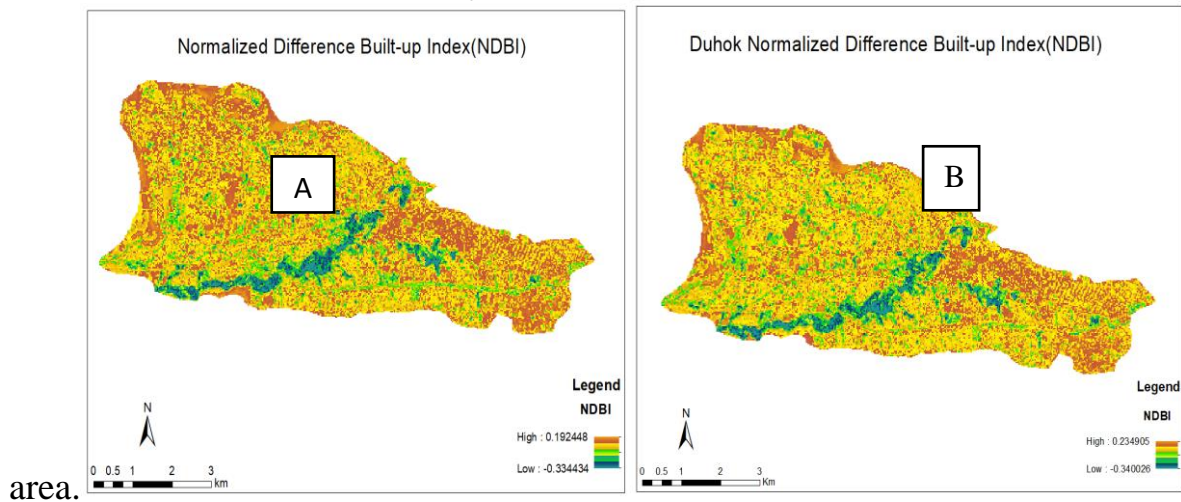 Normalized Difference Built-up Index(NDBI)
A
N
0 0.5 1 2 3
km
Legend
NDBI
High : 0.192448
Low : -0.334434
Duhok Normalized Difference Built-up Index(NDBI)
B
N
0 0.5 1 2 3
km
Legend
NDBI
High : 0.234905
Low : -0.340026
area.